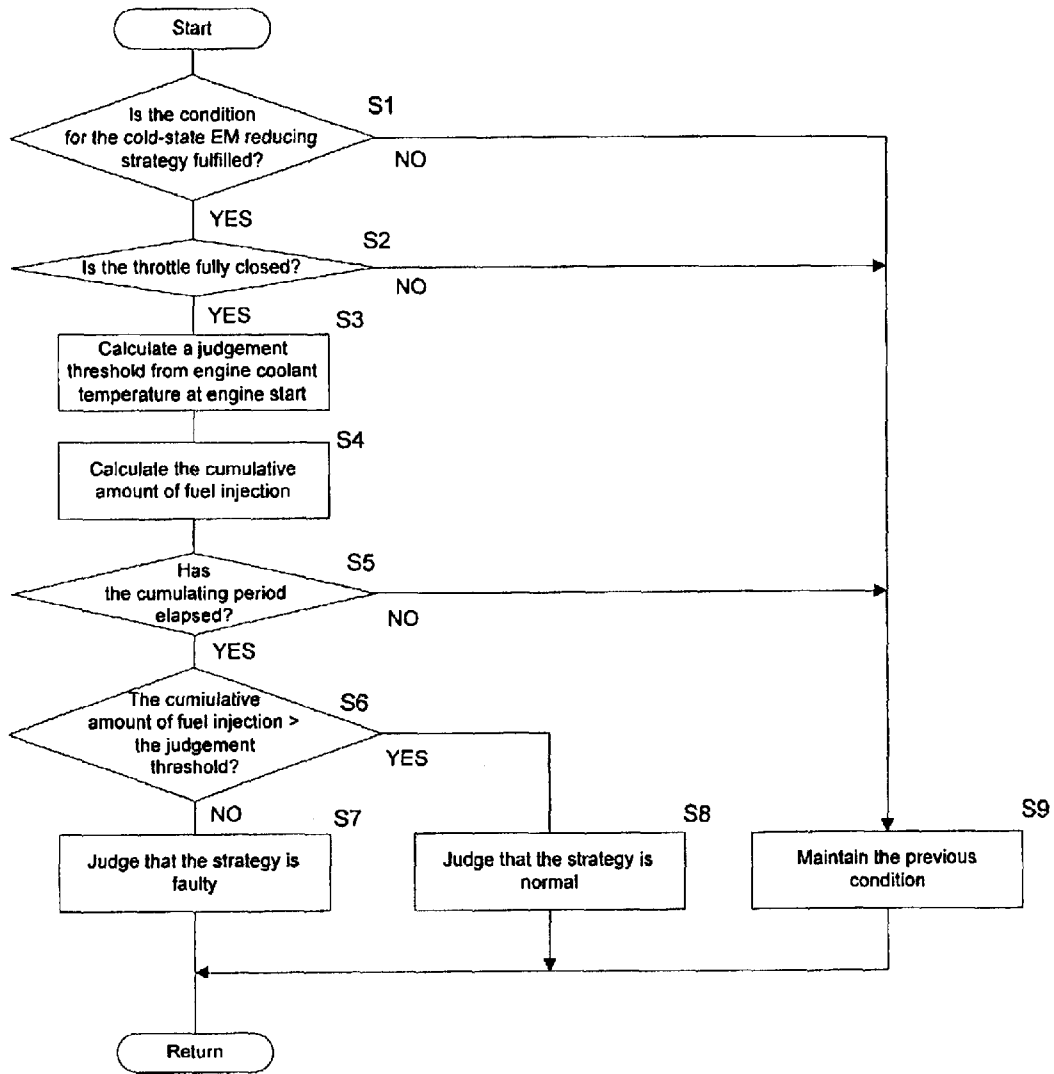 Start
Is the condition
for the cold-state EM reducing
strategy fulfilled?
S1
NO
YES
S2
Is the throttle fully closed?
NO
YES
S3
Calculate a judgement
threshold from engine coolant
temperature at engine start
S4
Calculate the cumulative
amount of fuel injection
S5
Has
the cumulating period
elapsed?
NO
YES
The cumiulative
amount of fuel injection >
the judgement
threshold?
S6
YES
NO
S7
Judge that the strategy is
faulty
S8
Judge that the strategy is
normal
S9
Maintain the previous
condition
Return